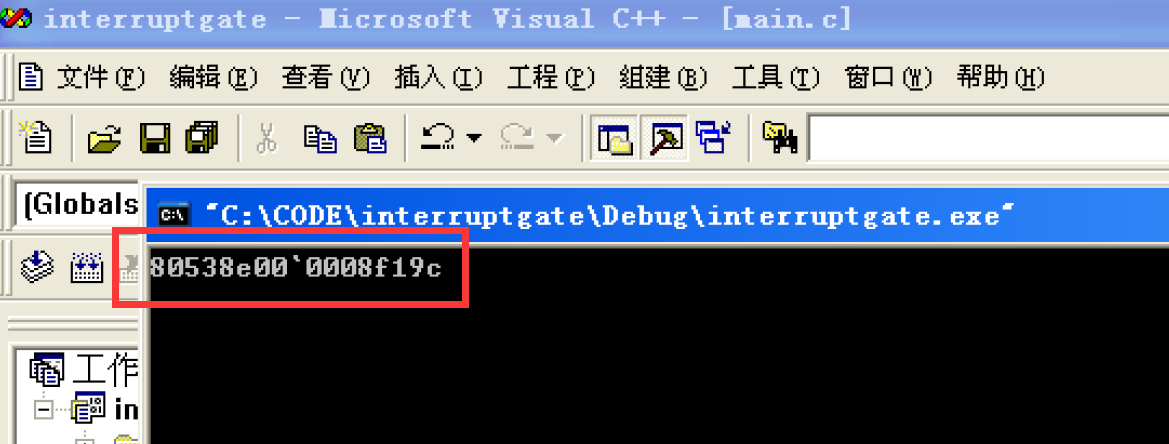 interruptgate - Microsoft Visual C++ - [main.c]
文件(F) 编辑(E) 查看(V) 插入(I) 工程(P) 组建(B) 工具(T) 窗口(W) 帮助(H)
(Globals
C:\ "C:\CODE\interruptgate\Debug\interruptgate.exe"
80538e00`0008f19c
工作
in